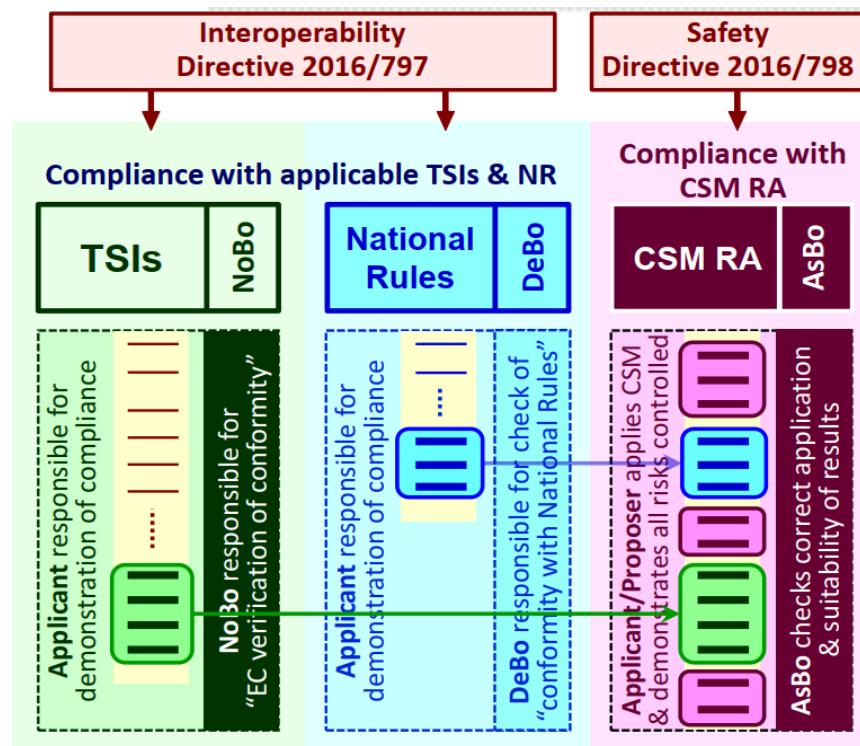 Interoperability
Directive 2016/797
Safety
Directive 2016/798
Compliance with applicable TSIs & NR
Compliance with
CSM RA
TSIs
NoBo
National
Rules
DeBo
CSM RA
AsBo
Applicant responsible for
demonstration of compliance
NoBo responsible for
“EC verification of conformity”
Applicant responsible for
demonstration of compliance
DeBo responsible for check of
“conformity with National Rules”
Applicant/Proposer applies CSM
& demonstrates all risks controlled
AsBo checks correct application
& suitability of results